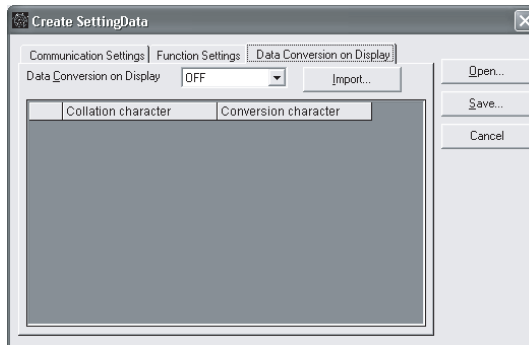 Create SettingData
Communication Settings Function Settings Data Conversion on Display
Data Conversion on Display OFF Import...
Collation character Conversion character
Open...
Save...
Cancel